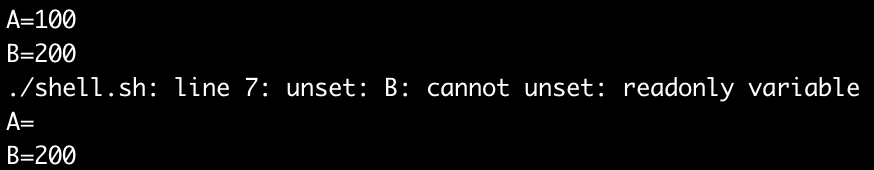 A=100
B=200
./shell.sh: line 7: unset: B: cannot unset: readonly variable
A=
B=200